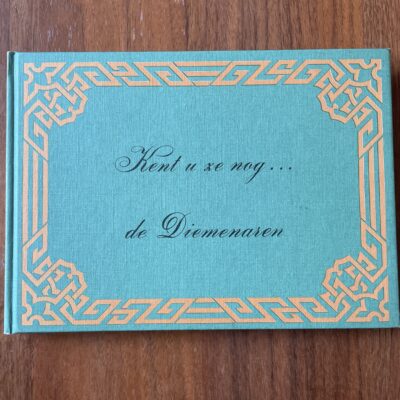 Kent u ze nog...
de Diemenaren